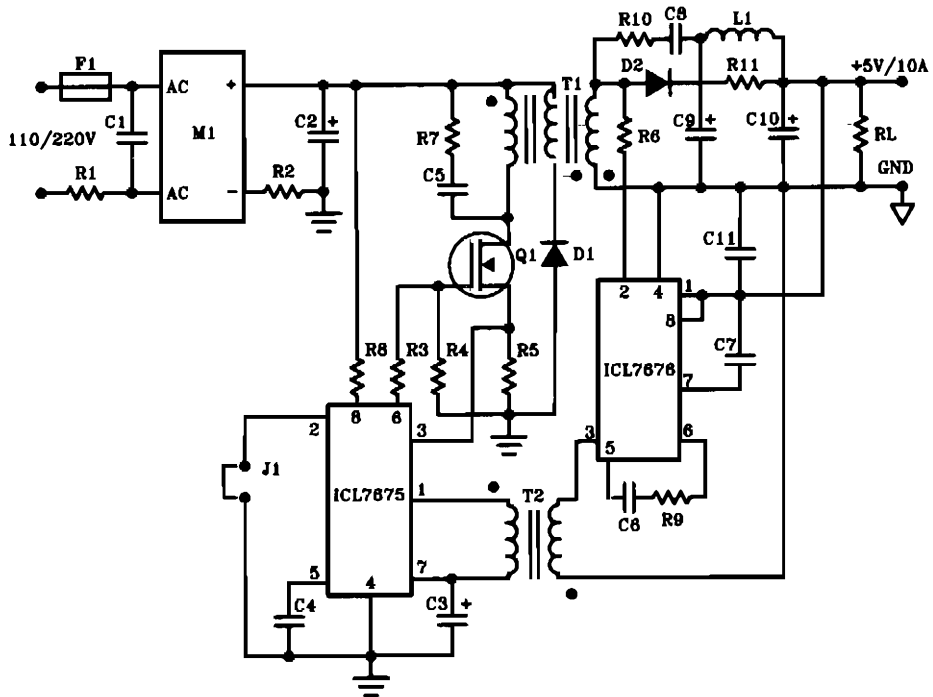 R10
C8
L1
F1
D2
R11
+5V/10A
AC
+
T1
C1
M1
C2
+
R7
R6
C9
+
C10
+
RL
110/220V
R1
AC
-
R2
C5
GND
Q1
D1
C11
2
4
1
8
R8
R3
R4
R5
C7
ICL7676
7
8
6
2
3
3
5
6
J1
ICL7675
1
T2
C6
R9
5
4
7
C4
C3
+